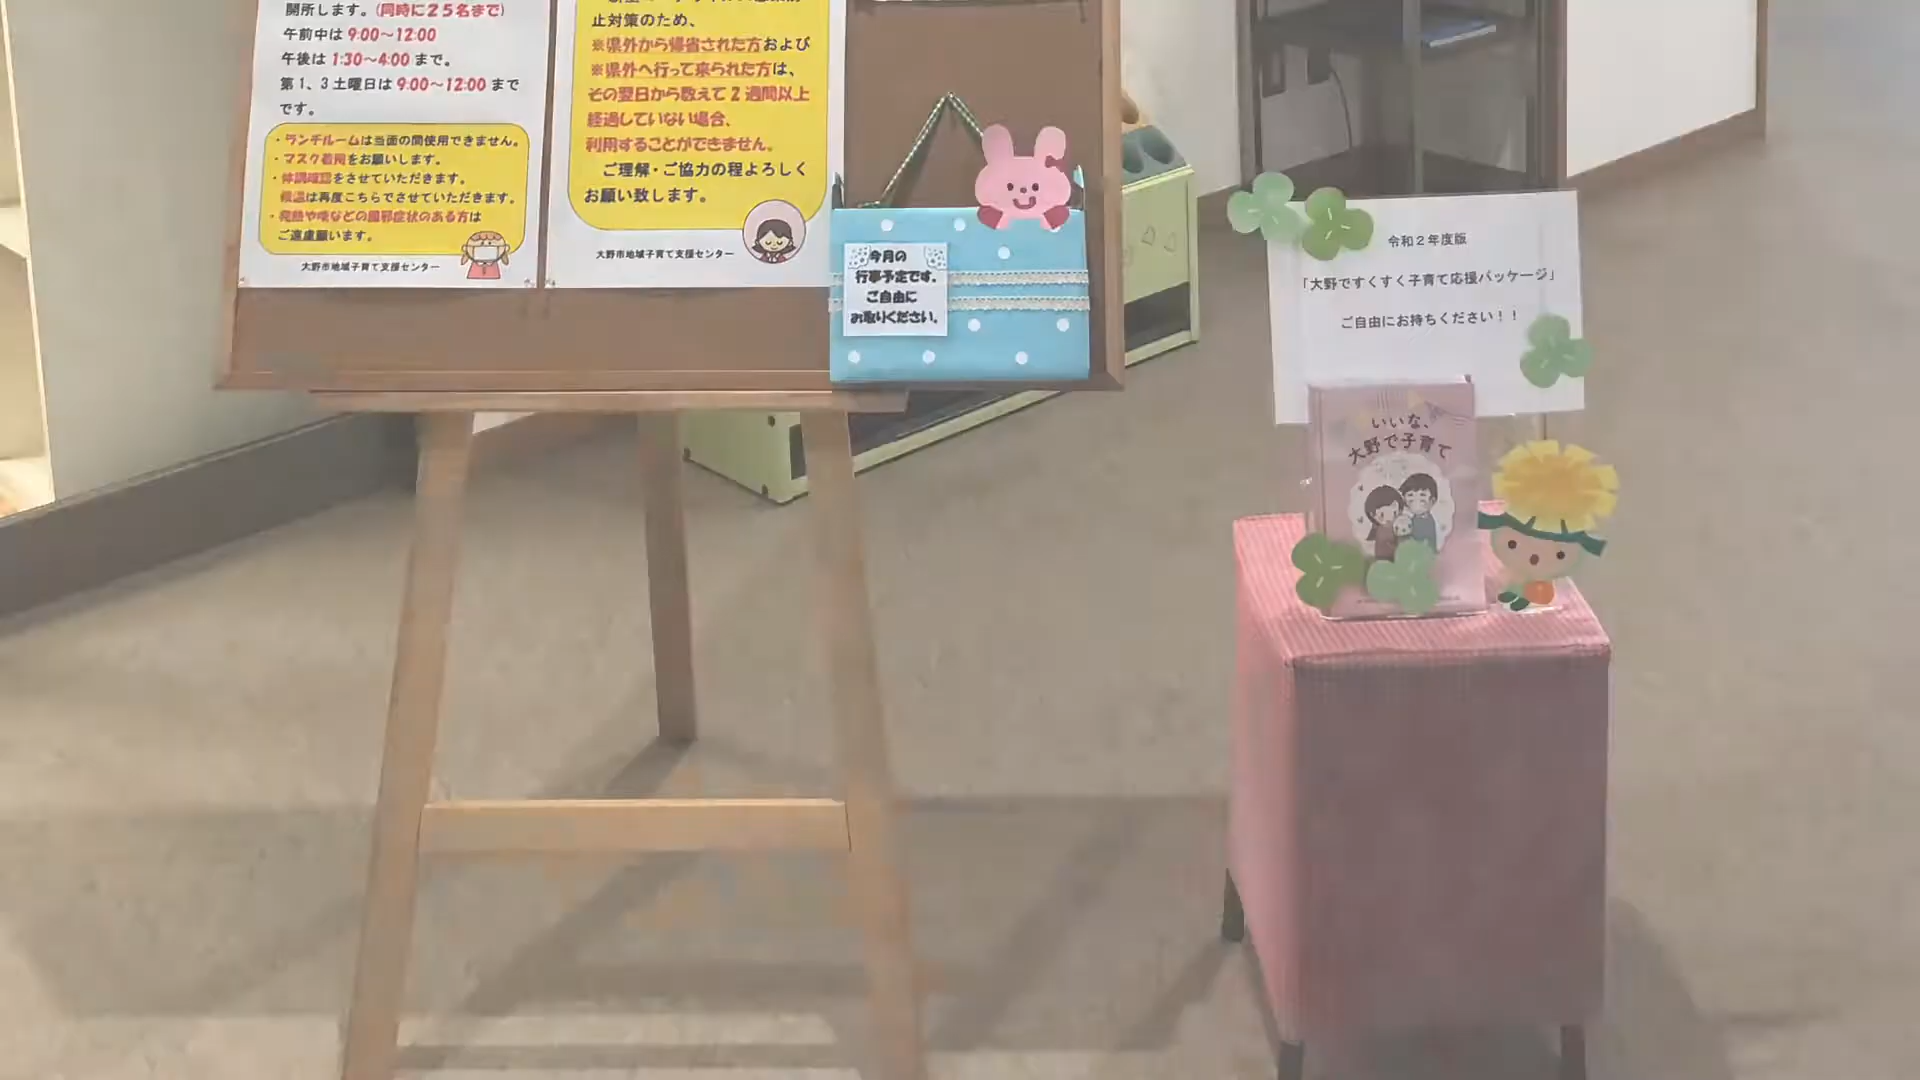 開所します。(同時に25名まで)
午前中は 9:00～12:00
午後は 1:30～4:00 まで。
第1、3土曜日は 9:00～12:00 まで
です。
・ランチルームは当面の間使用できません。
・マスク着用をお願いします。
・体調確認をさせていただきます。
検温は再度こちらでさせていただきます。
・発熱や咳などの風邪症状のある方は
ご遠慮願います。
大野市地域子育て支援センター
止対策のため、
※県外から帰省された方および
※県外へ行って来られた方は、
その翌日から数えて2週間以上
経過していない場合、
利用することができません。
ご理解・ご協力の程よろしく
お願い致します。
大野市地域子育て支援センター
今月の
行事予定です。
ご自由に
お取りください。
令和2年度版
「大野ですくすく子育て応援パッケージ」
ご自由にお持ちください！！
いいな、
大野で子育て